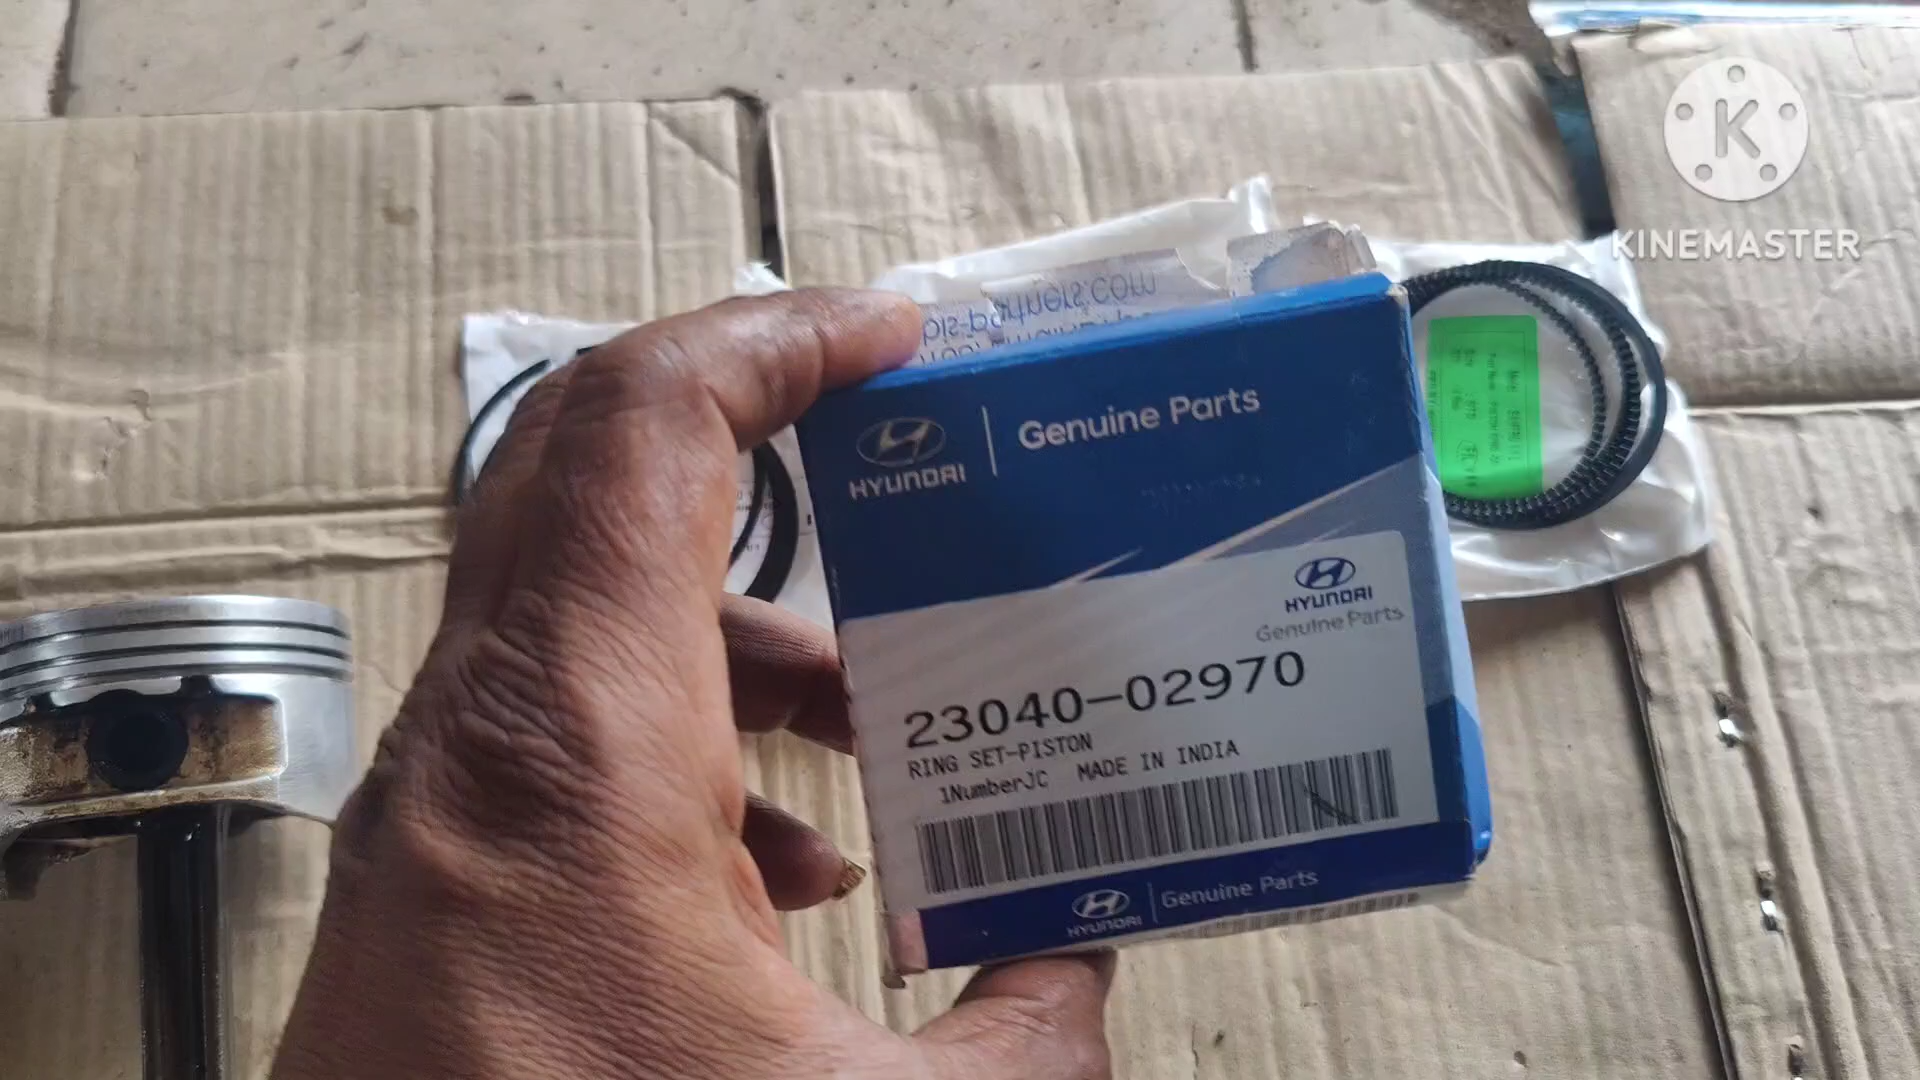 K
KINEMASTER
HYUNDAI
Genuine Parts
HYUNDAI
Genuine Parts
23040-02970
RING SET-PISTON
1NumberJC MADE IN INDIA
HYUNDAI
Genuine Parts